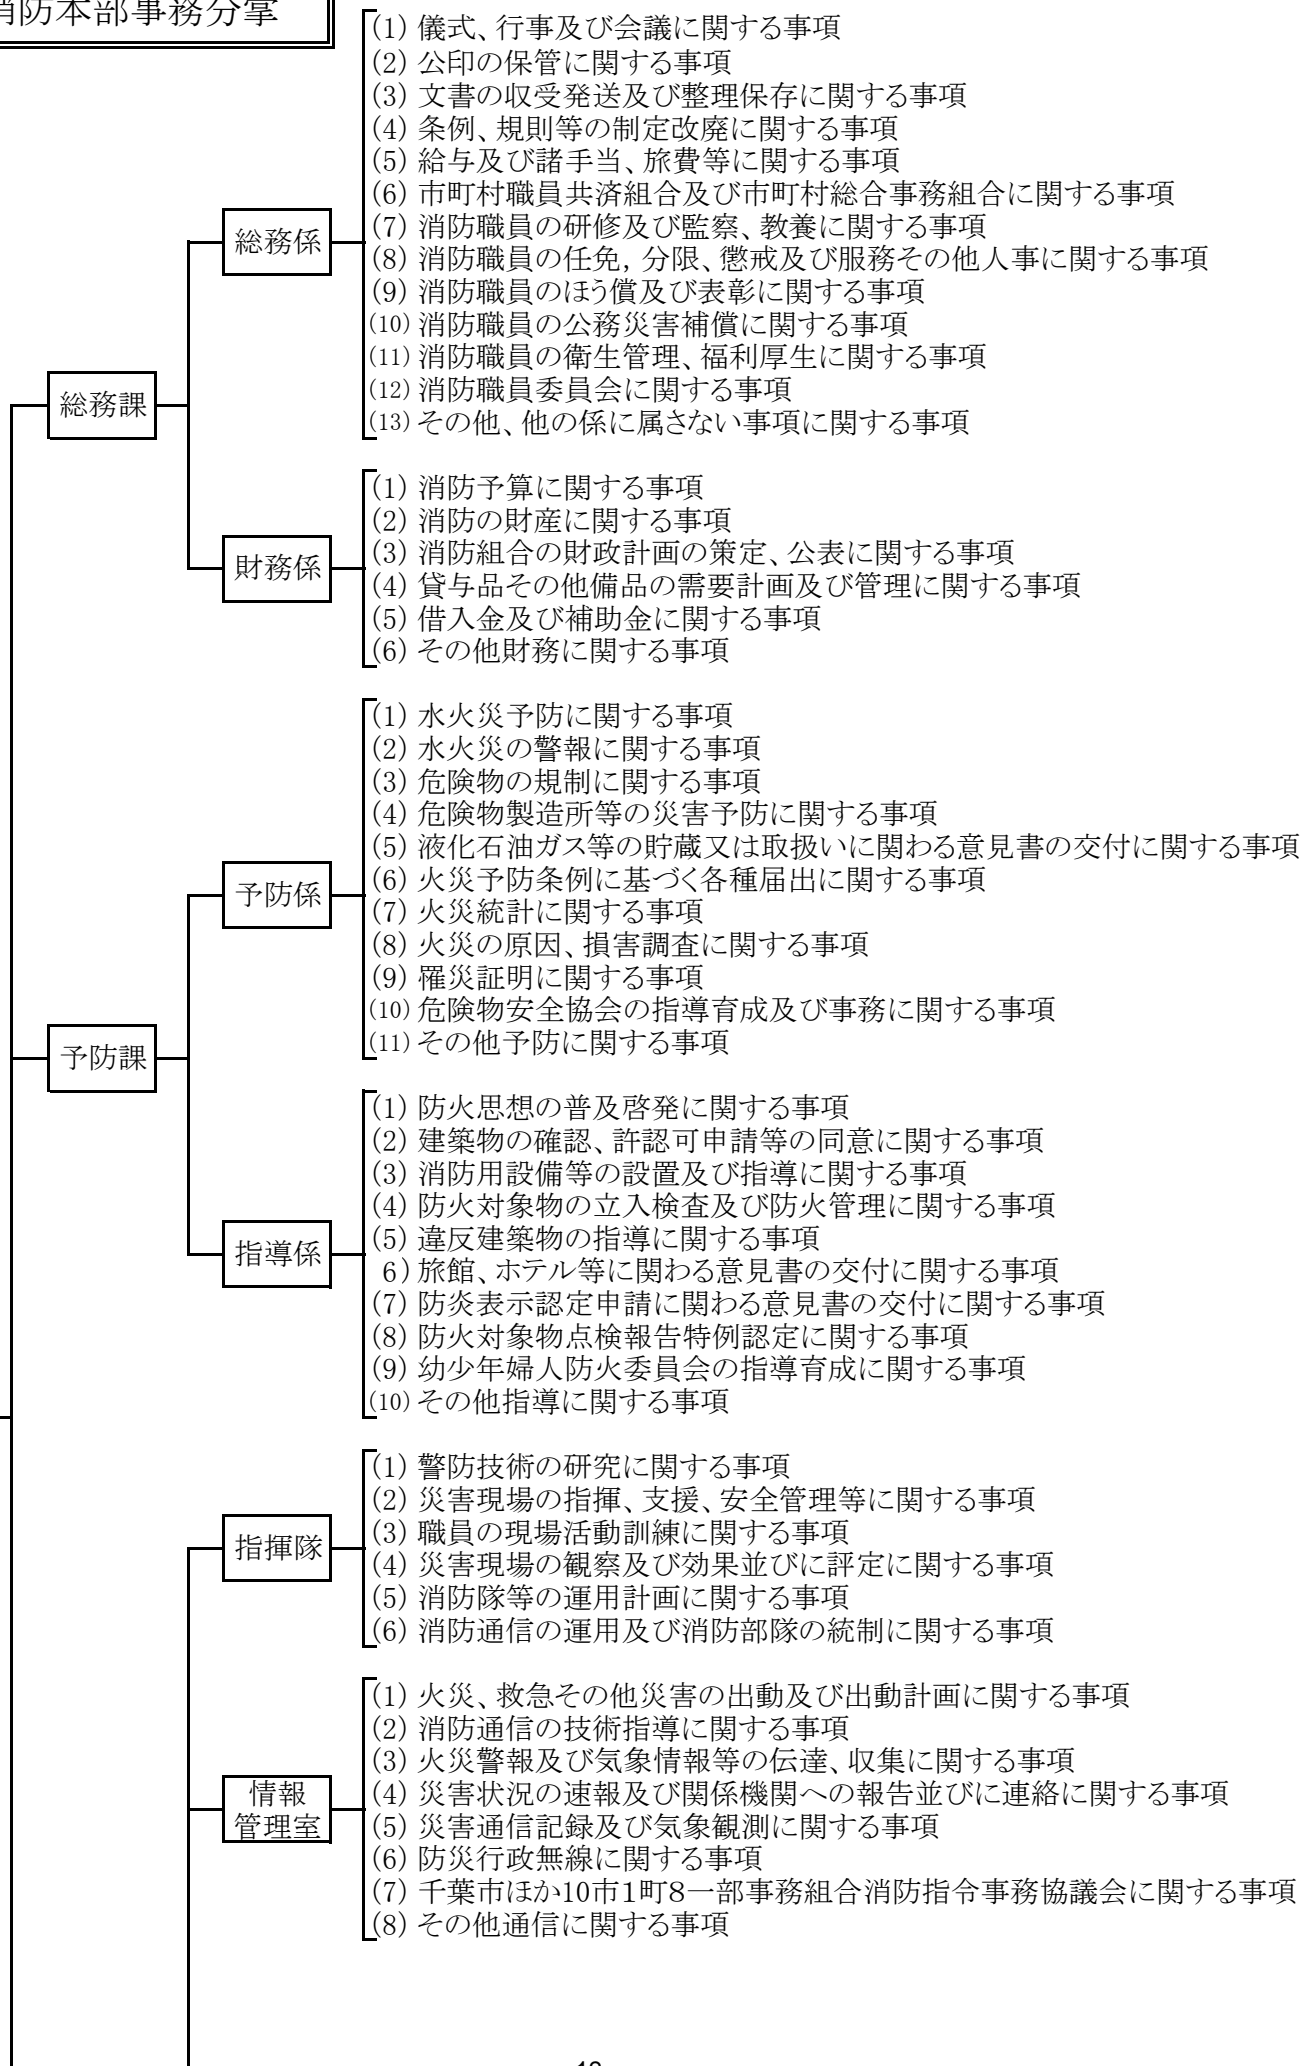 消防本部事務分掌
(1) 儀式、行事及び会議に関する事項
(2) 公印の保管に関する事項
(3) 文書の収受発送及び整理保存に関する事項
(4) 条例、規則等の制定改廃に関する事項
(5) 給与及び諸手当、旅費等に関する事項
(6) 市町村職員共済組合及び市町村総合事務組合に関する事項
総務係
(7) 消防職員の研修及び監察、教養に関する事項
(8) 消防職員の任免,分限、懲戒及び服務その他人事に関する事項
(9) 消防職員のほう償及び表彰に関する事項
(10) 消防職員の公務災害補償に関する事項
(11) 消防職員の衛生管理、福利厚生に関する事項
(12) 消防職員委員会に関する事項
総務課
(13) その他、他の係に属さない事項に関する事項
(1) 消防予算に関する事項
(2) 消防の財産に関する事項
財務係
(3) 消防組合の財政計画の策定、公表に関する事項
(4) 貸与品その他備品の需要計画及び管理に関する事項
(5) 借入金及び補助金に関する事項
(6) その他財務に関する事項
(1) 水火災予防に関する事項
(2) 水火災の警報に関する事項
(3) 危険物の規制に関する事項
(4) 危険物製造所等の災害予防に関する事項
(5) 液化石油ガス等の貯蔵又は取扱いに関わる意見書の交付に関する事項
予防係
(6) 火災予防条例に基づく各種届出に関する事項
(7) 火災統計に関する事項
(8) 火災の原因、損害調査に関する事項
(9) 罹災証明に関する事項
(10) 危険物安全協会の指導育成及び事務に関する事項
(11) その他予防に関する事項
予防課
(1) 防火思想の普及啓発に関する事項
(2) 建築物の確認、許認可申請等の同意に関する事項
(3) 消防用設備等の設置及び指導に関する事項
(4) 防火対象物の立入検査及び防火管理に関する事項
(5) 違反建築物の指導に関する事項
指導係
6) 旅館、ホテル等に関わる意見書の交付に関する事項
(7) 防炎表示認定申請に関わる意見書の交付に関する事項
(8) 防火対象物点検報告特例認定に関する事項
(9) 幼少年婦人防火委員会の指導育成に関する事項
(10) その他指導に関する事項
(1) 警防技術の研究に関する事項
(2) 災害現場の指揮、支援、安全管理等に関する事項
指揮隊
(3) 職員の現場活動訓練に関する事項
(4) 災害現場の観察及び効果並びに評定に関する事項
(5) 消防隊等の運用計画に関する事項
(6) 消防通信の運用及び消防部隊の統制に関する事項
(1) 火災、救急その他災害の出動及び出動計画に関する事項
(2) 消防通信の技術指導に関する事項
(3) 火災警報及び気象情報等の伝達、収集に関する事項
情報
管理室
(4) 災害状況の速報及び関係機関への報告並びに連絡に関する事項
(5) 災害通信記録及び気象観測に関する事項
(6) 防災行政無線に関する事項
(7) 千葉市ほか10市1町8一部事務組合消防指令事務協議会に関する事項
(8) その他通信に関する事項